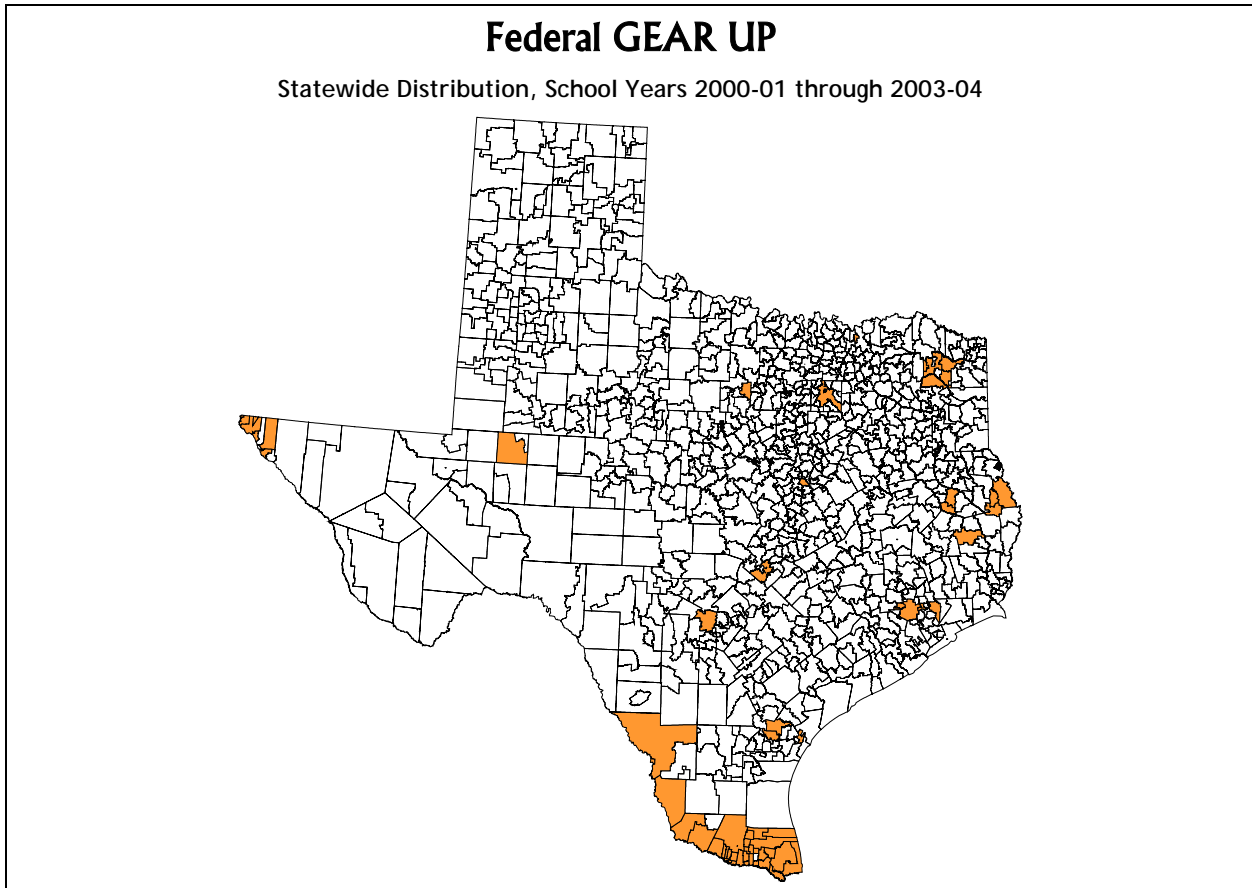 Federal GEAR UP
Statewide Distribution, School Years 2000-01 through 2003-04